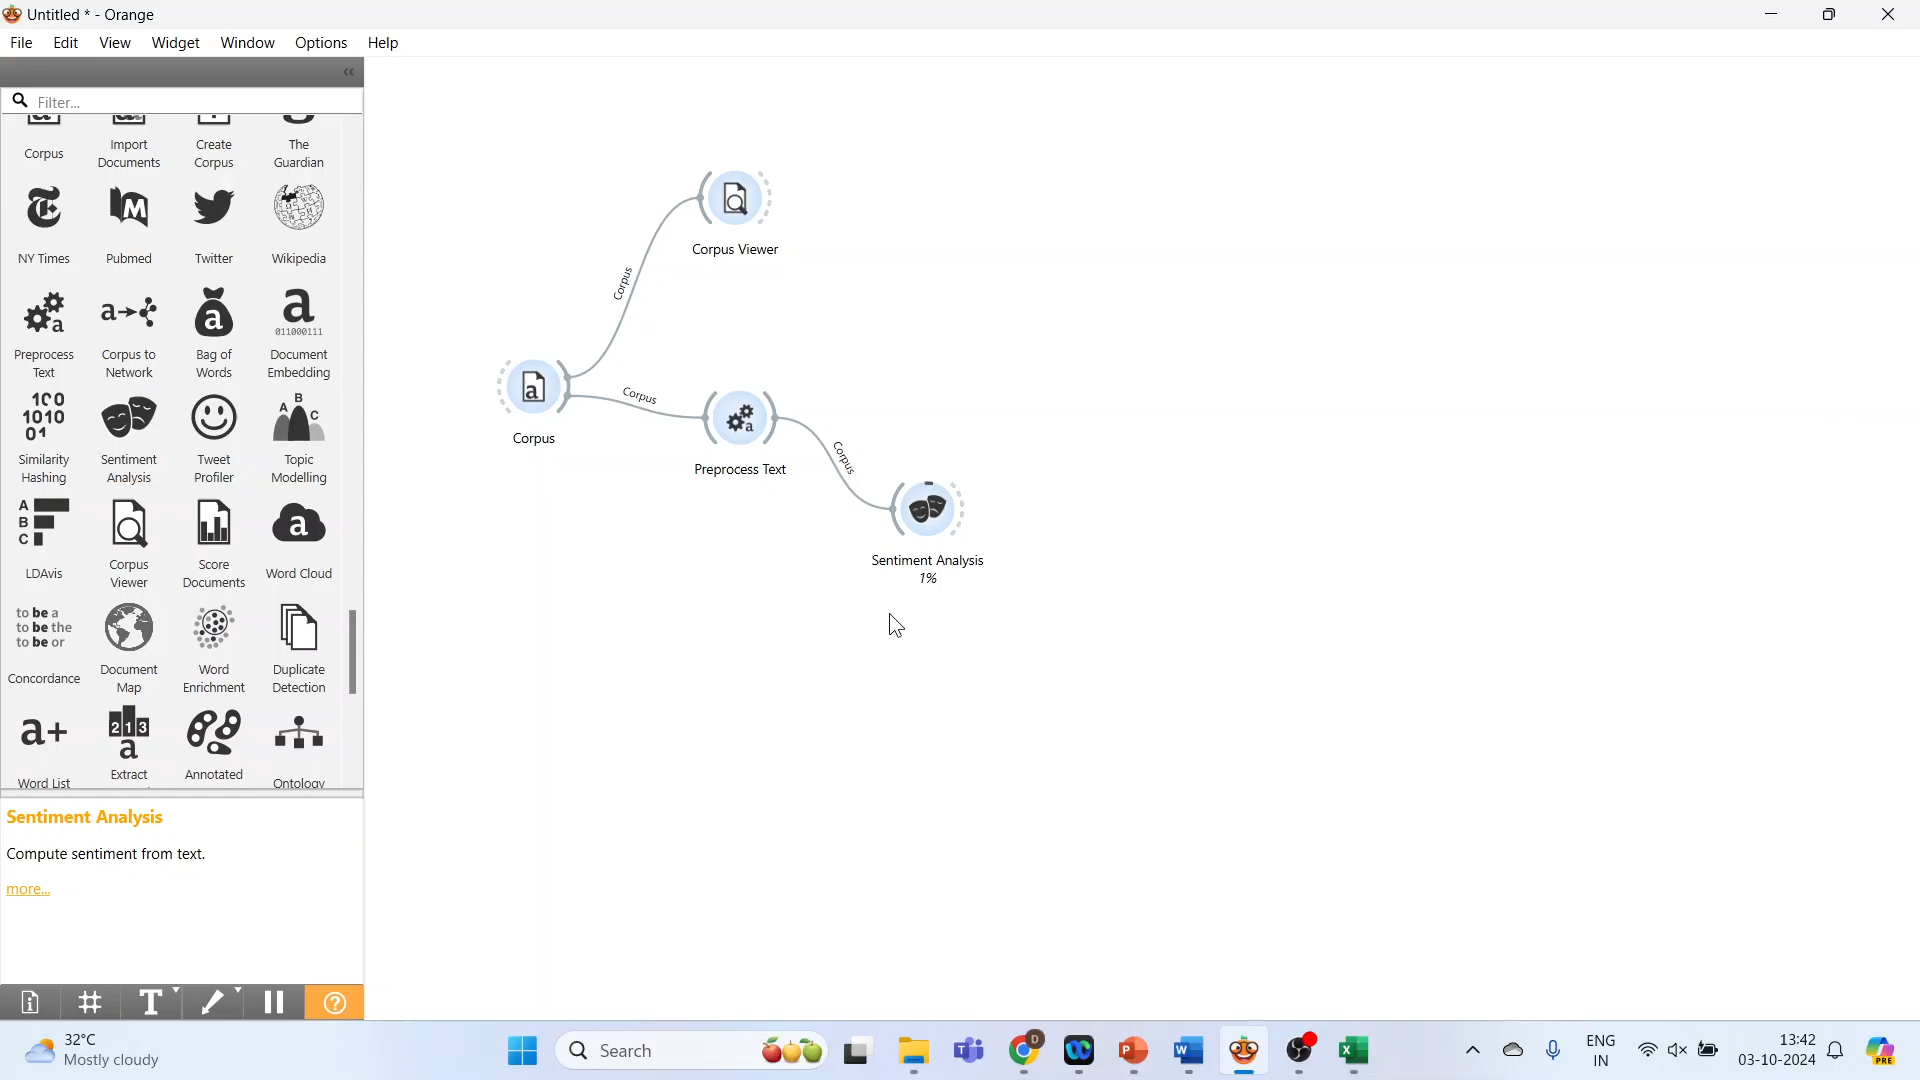 Untitled * - Orange
File Edit View Widget Window Options Help
Filter...
Corpus
Import
Documents
Create
Corpus
The
Guardian
NY Times
Pubmed
Twitter
Wikipedia
a
a
a
a
011000111
Preprocess
Text
Corpus to
Network
Bag of
Words
Document
Embedding
1010
01
A
B
C
Similarity
Hashing
Sentiment
Analysis
Tweet
Profiler
Topic
Modelling
A
B
C
a
LDAvis
Corpus
Viewer
Score
Documents
Word Cloud
to be a
to be the
to be or
Concordance
Document
Map
Word
Enrichment
Duplicate
Detection
a+
213
a
Word List
Extract
Annotated
Ontology
Corpus Viewer
Corpus
a
Corpus
Corpus
a
Preprocess Text
Corpus
Sentiment Analysis
1%
Sentiment Analysis
Compute sentiment from text.
more...
T
32°C
Mostly cloudy
Search
T
D
P
W
X
ENG
IN
13:42
03-10-2024
PRE